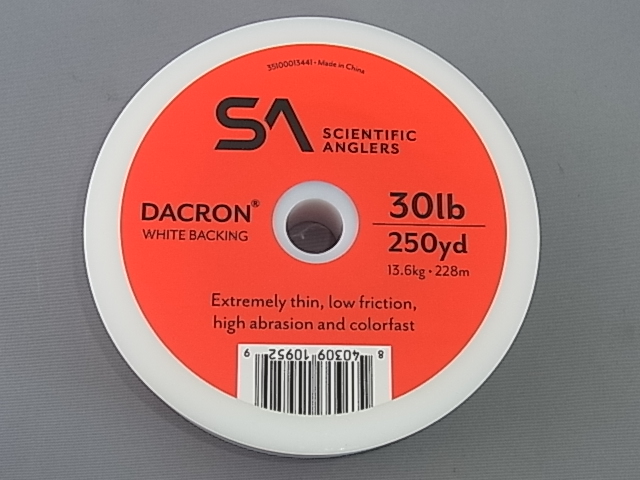 35100013441 • Made in China
SA
SCIENTIFIC
ANGLERS
DACRON®
WHITE BACKING
30lb
250yd
13.6kg • 228m
Extremely thin, low friction,
high abrasion and colorfast
8 40309 10952 9